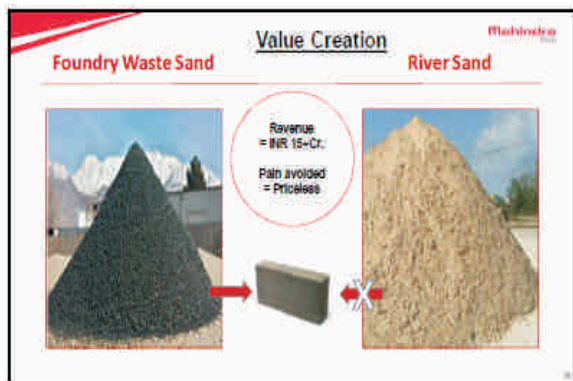 Value Creation
Mahindra
Foundry Waste Sand
River Sand
Revenue
= INR 15+Cr.
Pain avoided
= Priceless
X